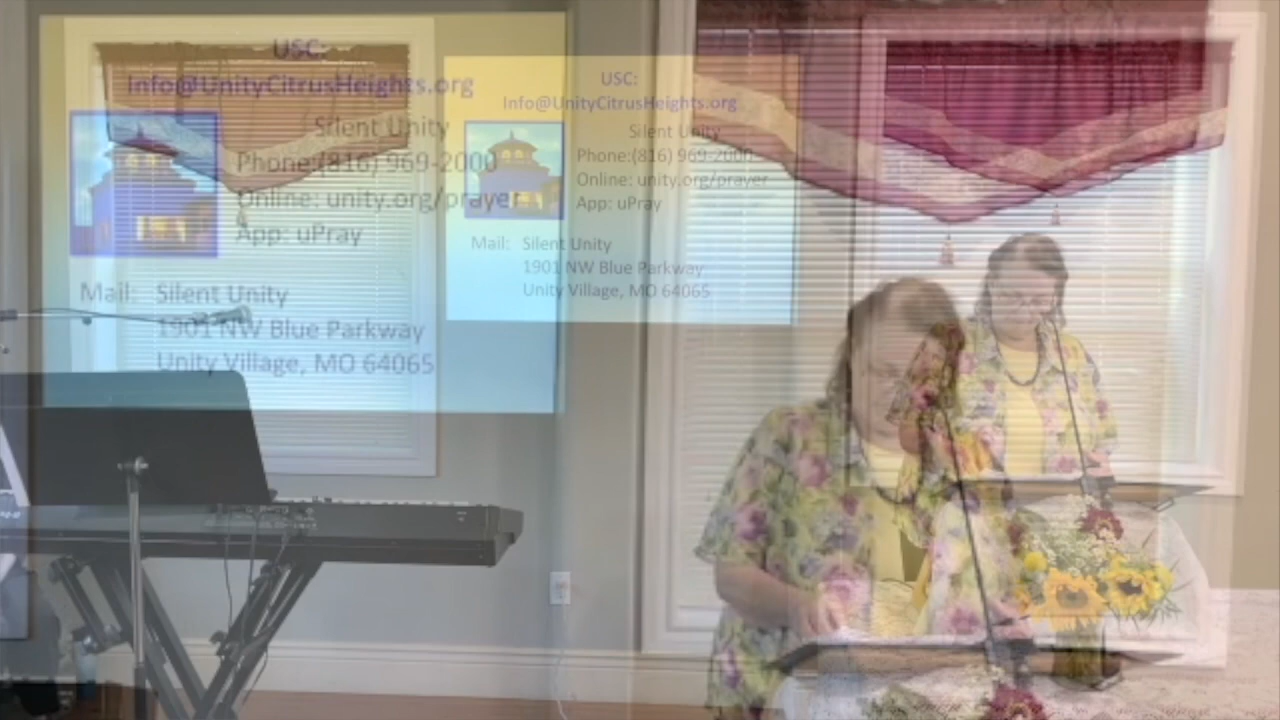 USC:
Info@UnityCitrusHeights.org
Silent Unity
Phone:(816) 969-2000
Online: unity.org/prayer
App: uPray
Mail: Silent Unity
1901 NW Blue Parkway
Unity Village, MO 64065
USC:
Info@UnityCitrusHeights.org
Silent Unity
Phone:(816) 969-2000
Online: unity.org/prayer
App: uPray
Mail: Silent Unity
1901 NW Blue Parkway
Unity Village, MO 64065